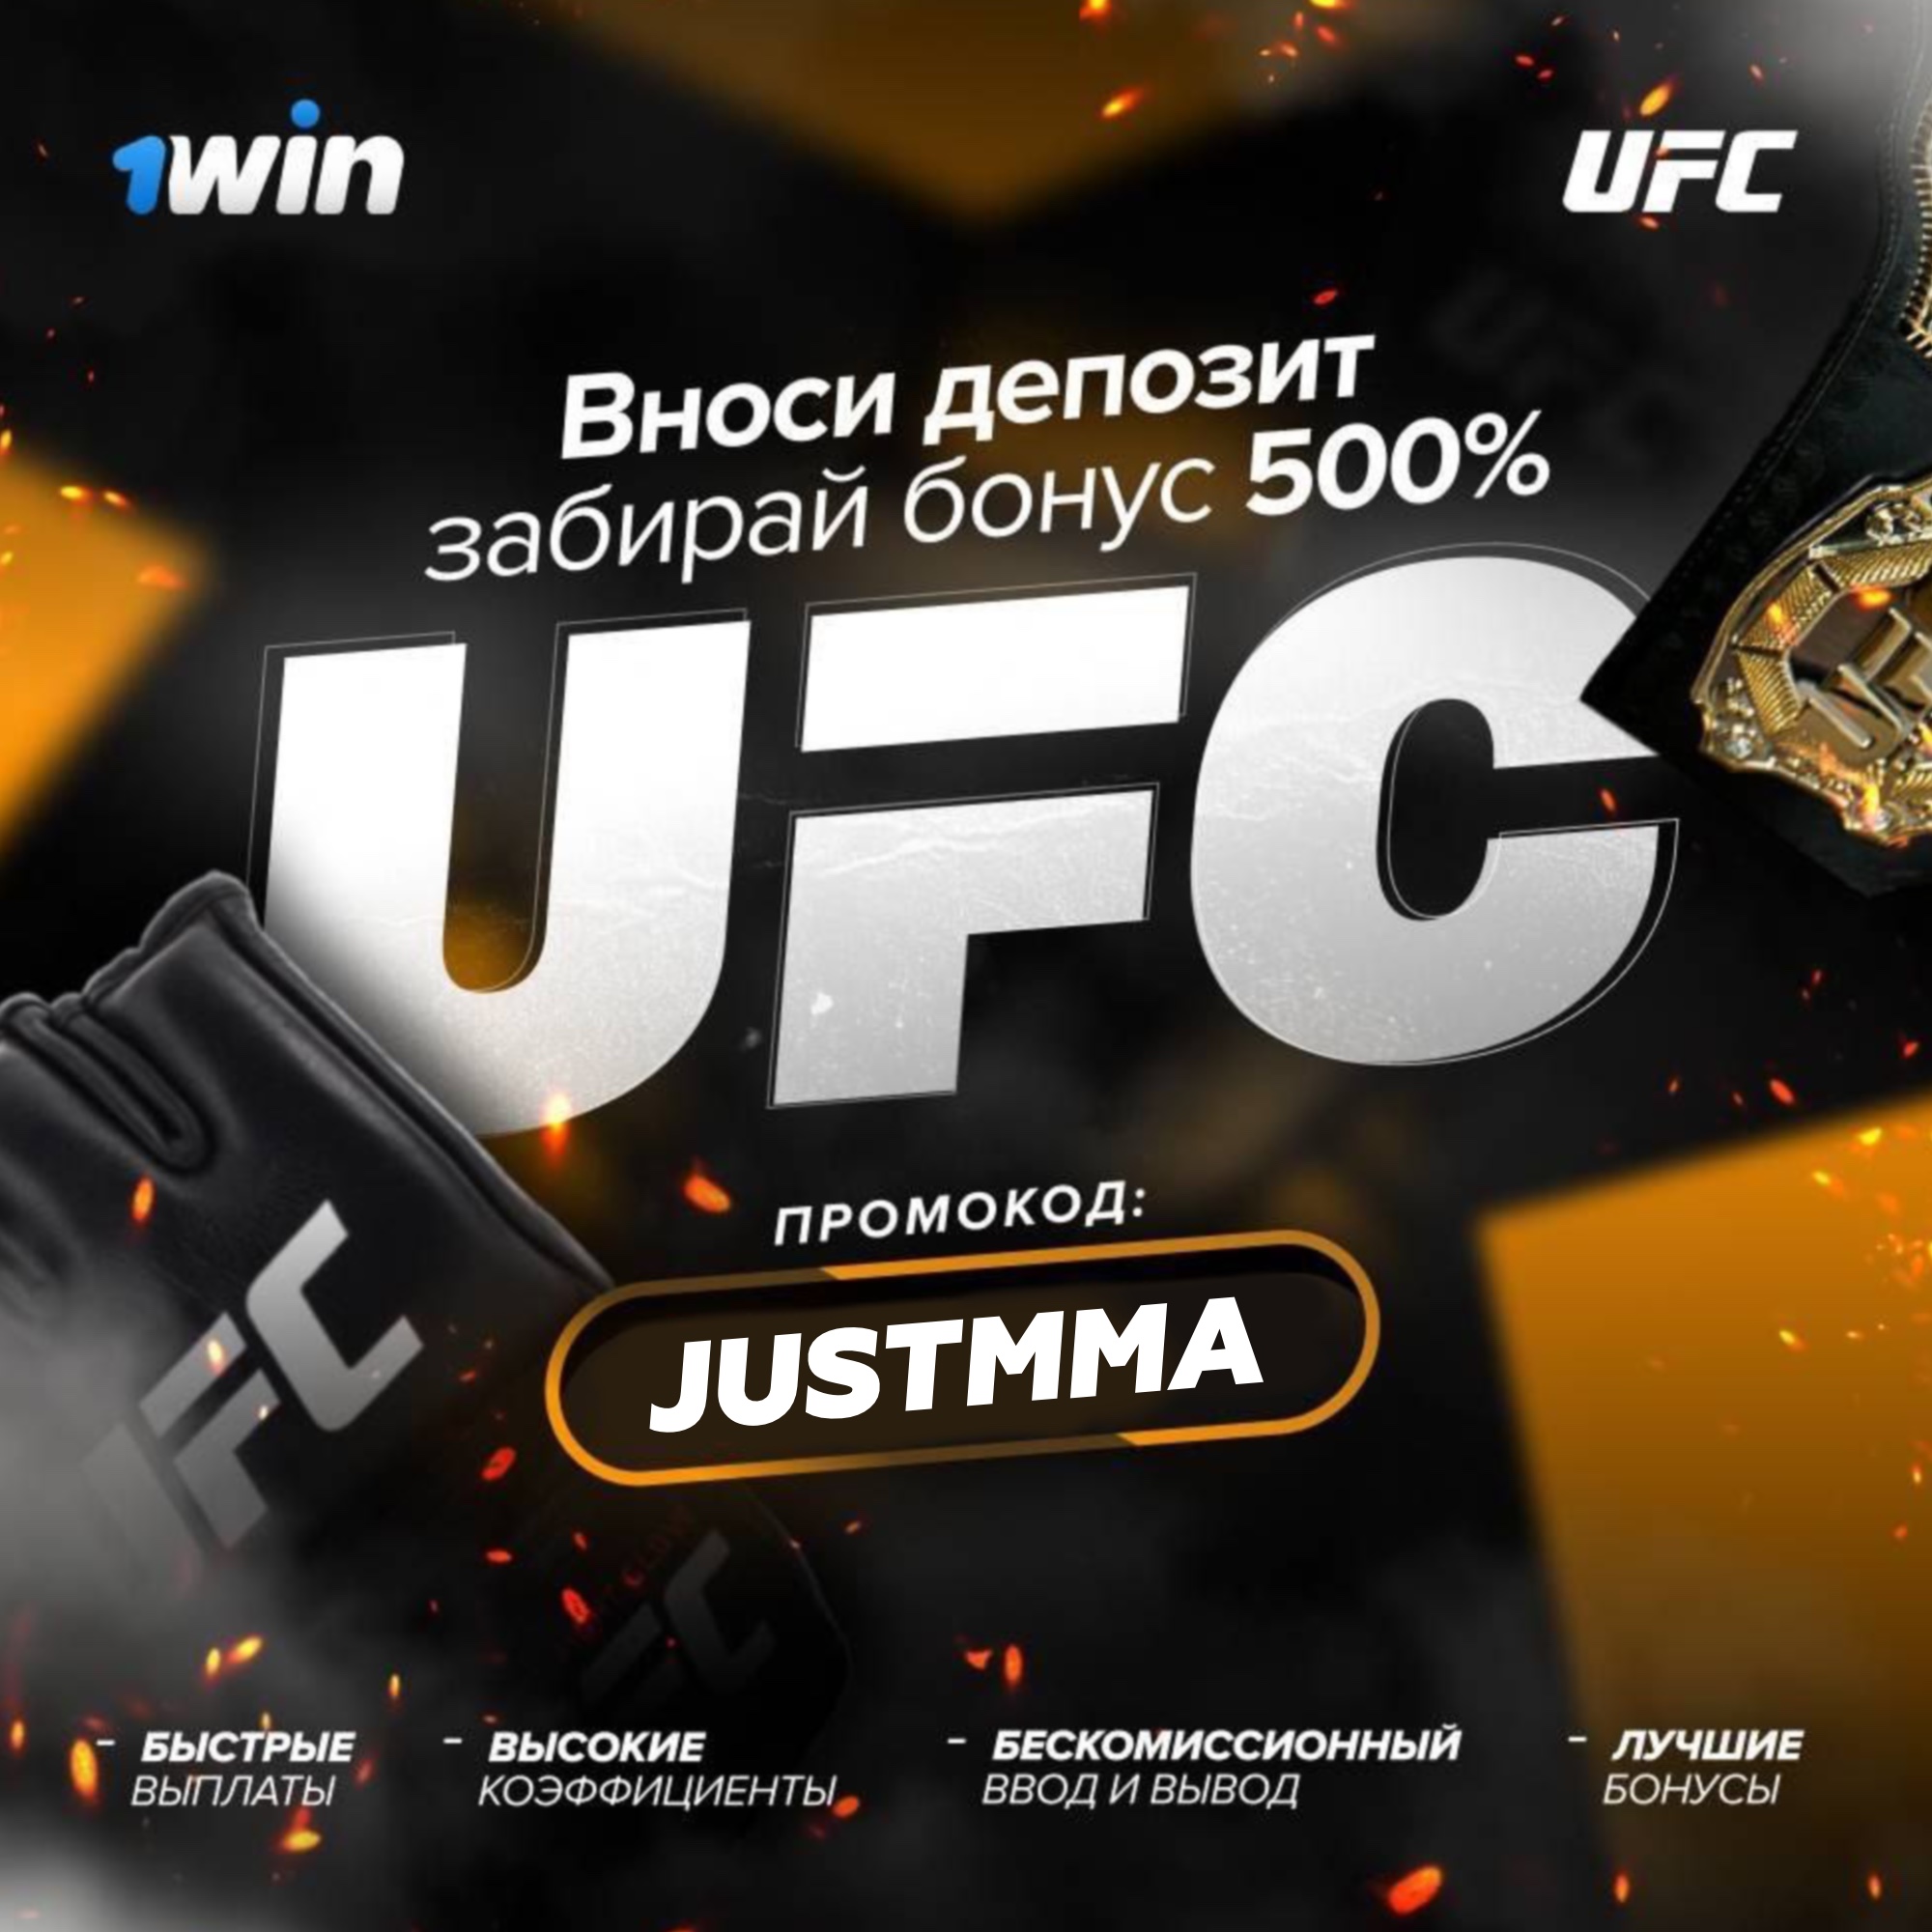 1win
UFC
Вноси депозит
забирай бонус 500%
UFC
ПРОМОКОД:
JUSTMMA
UFC
- БЫСТРЫЕ
ВЫПЛАТЫ
- ВЫСОКИЕ
КОЭФФИЦИЕНТЫ
- БЕСКОМИССИОННЫЙ
ВВОД И ВЫВОД
- ЛУЧШИЕ
БОНУСЫ